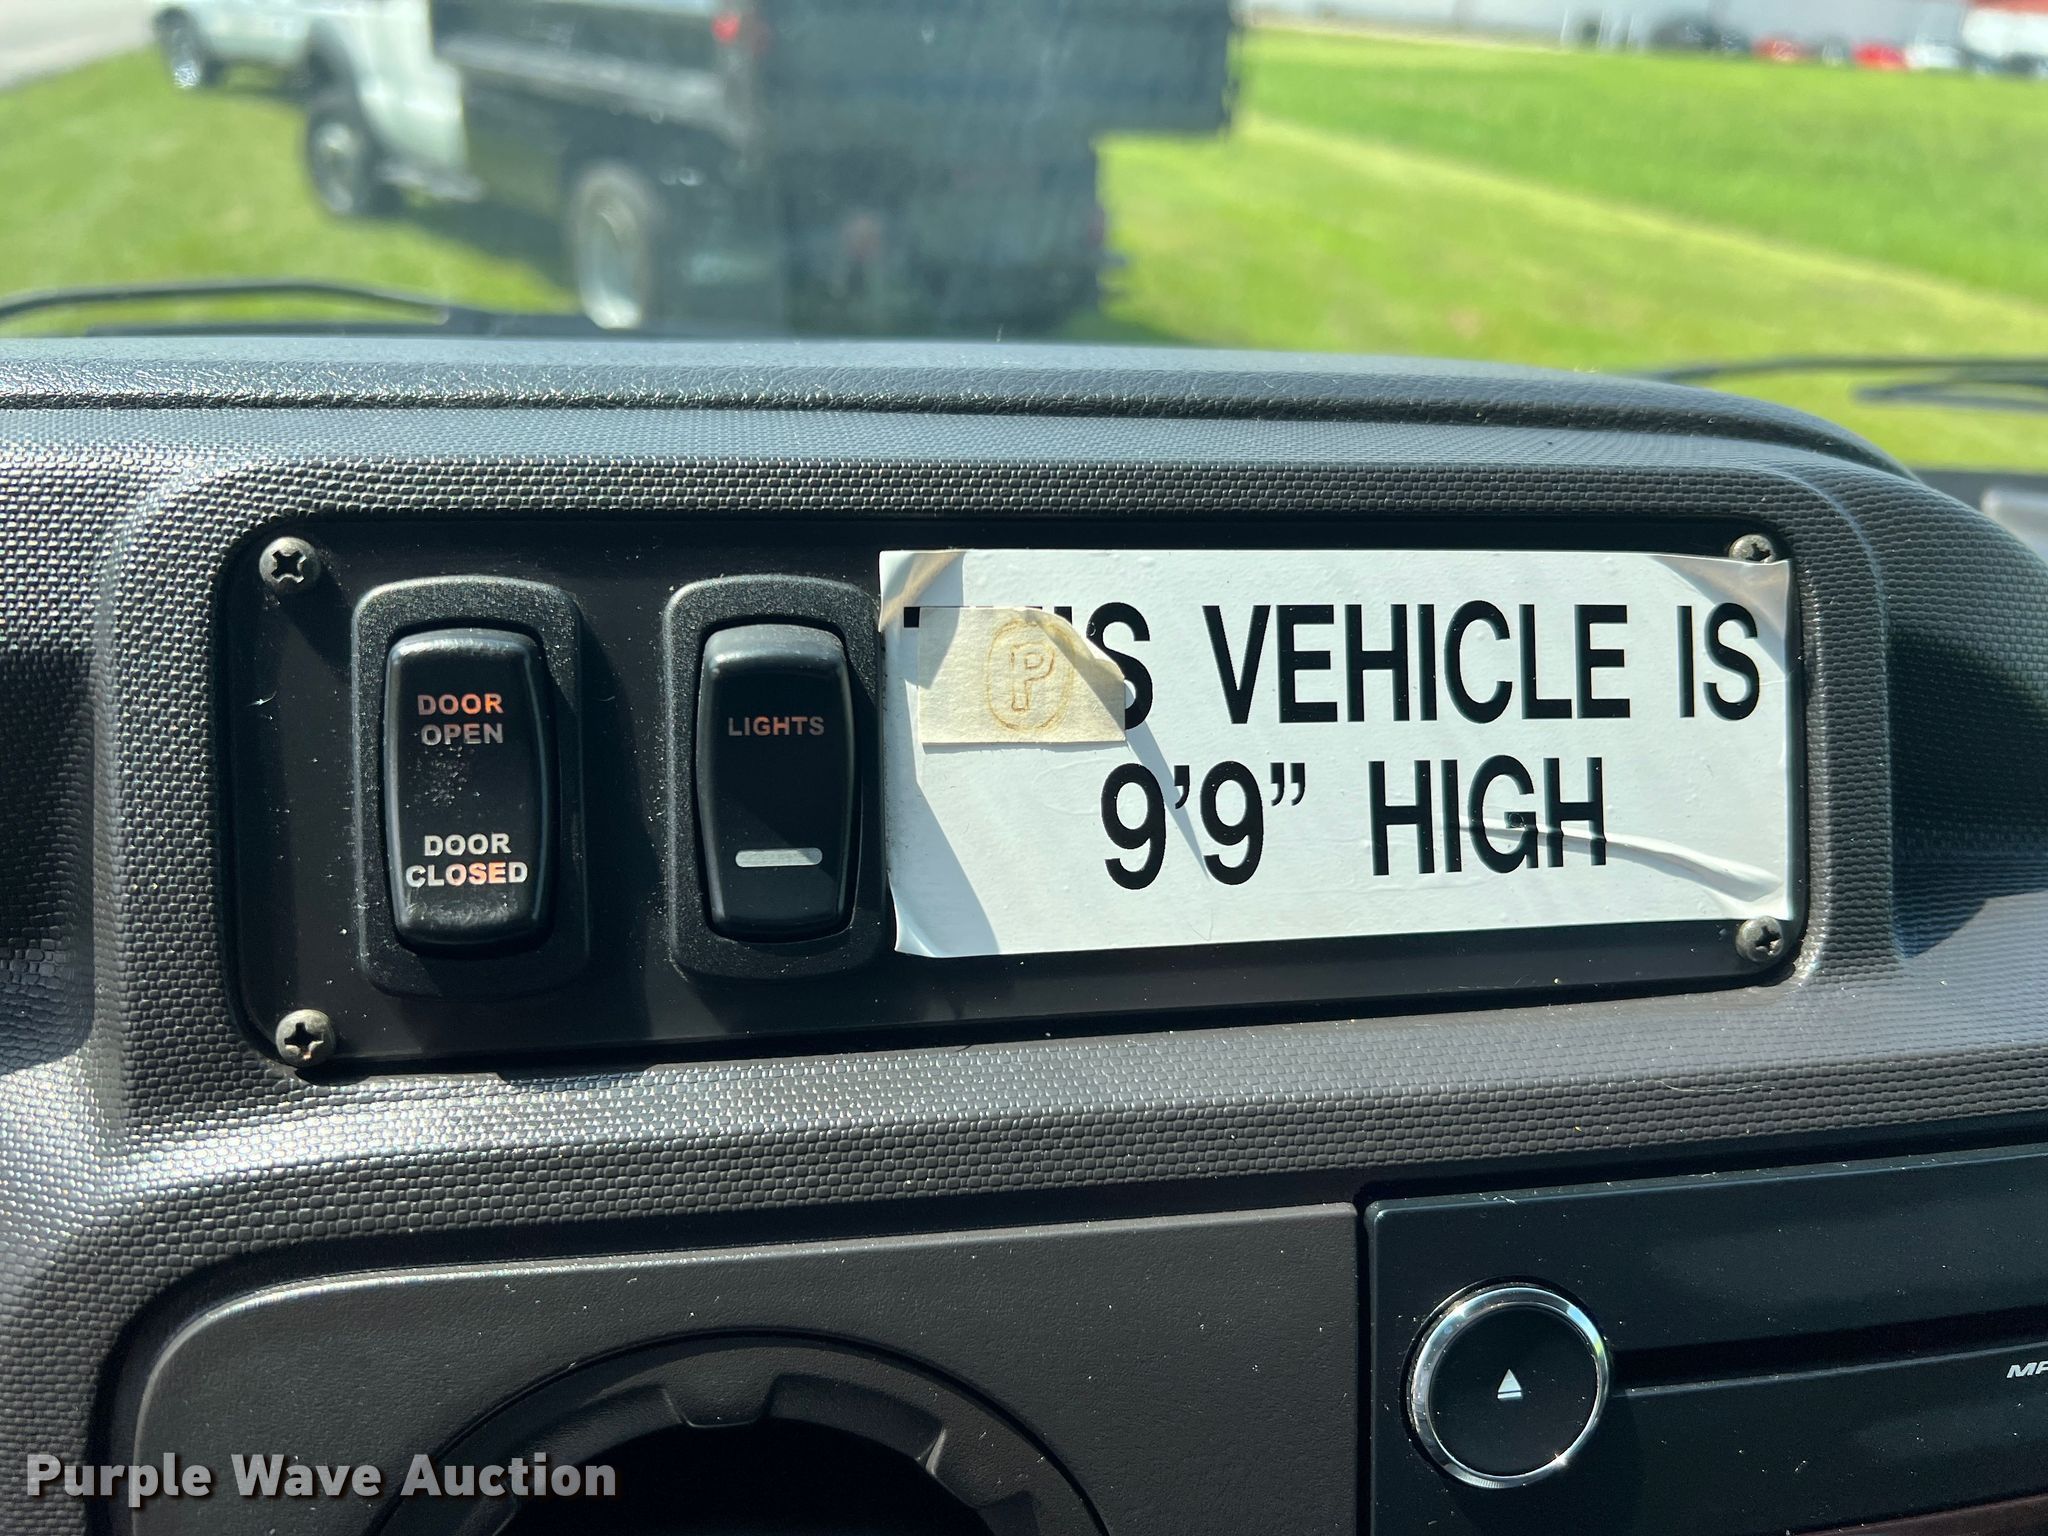 DOOR
OPEN
DOOR
CLOSED
LIGHTS
P
VEHICLE IS
9'9” HIGH
Purple Wave Auction